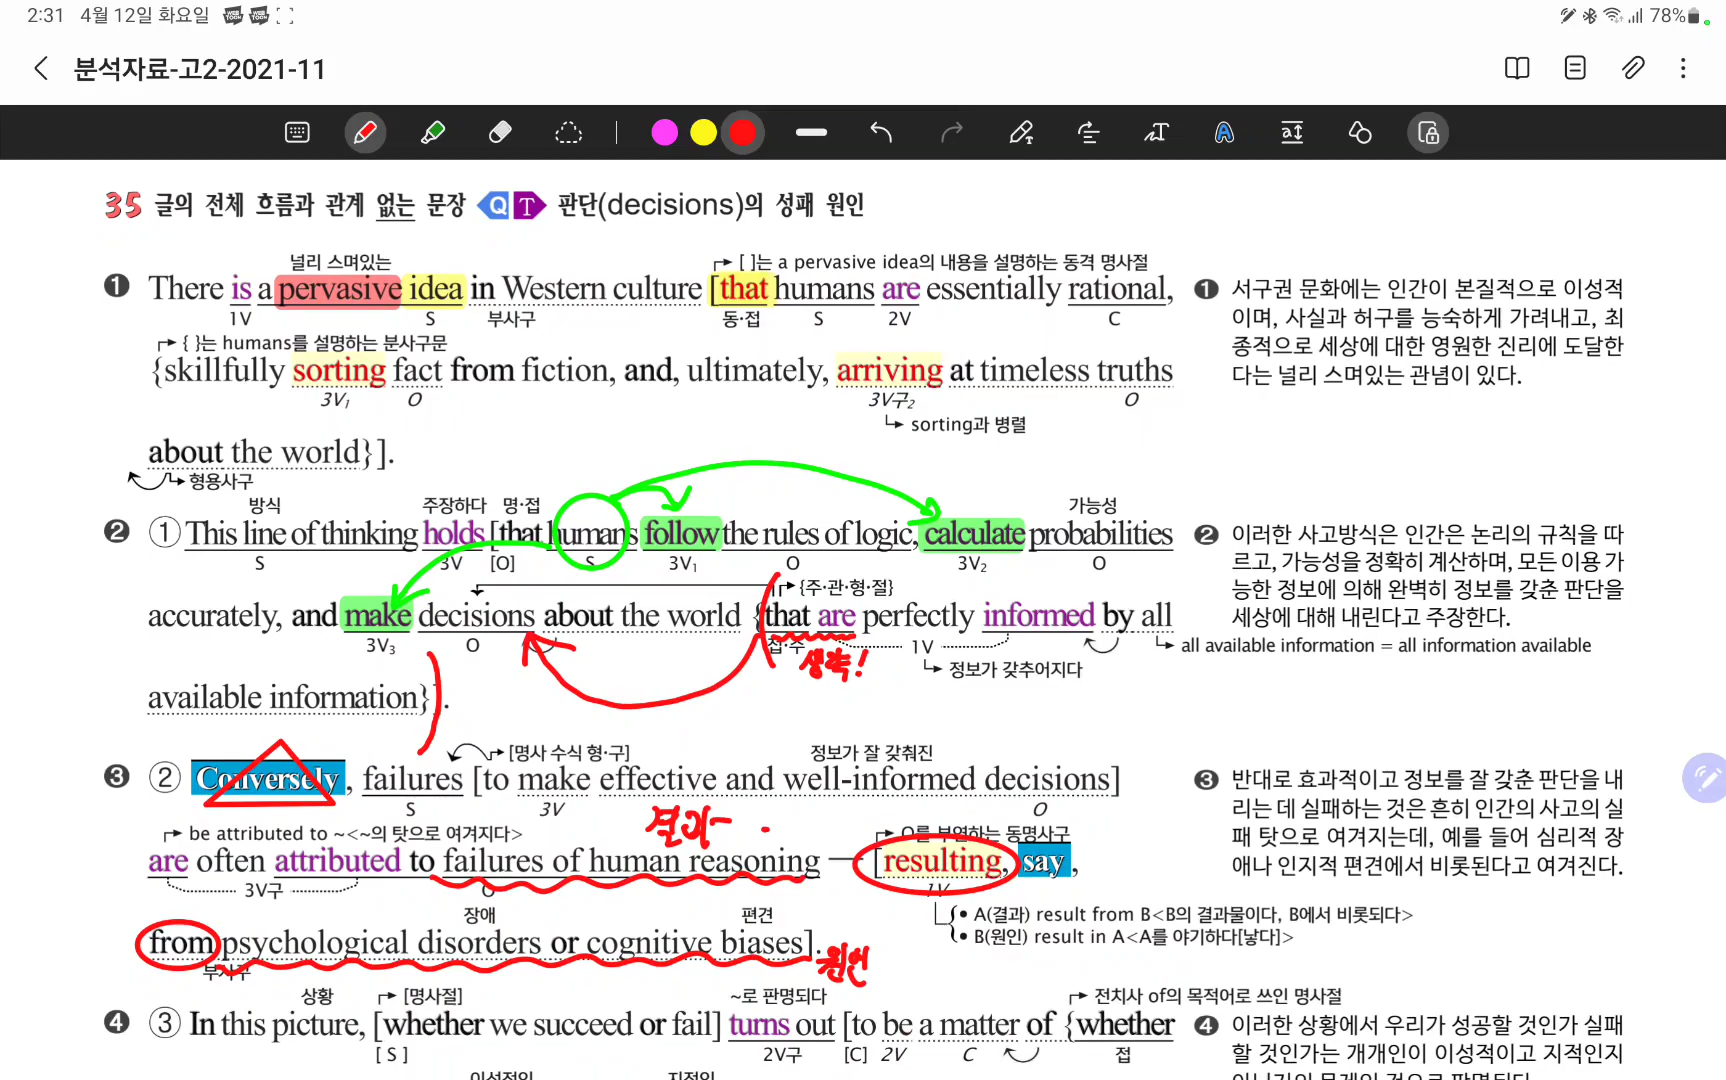 2:31 4월 12일 화요일 78%
분석자료-고2-2021-11
35 글의 전체 흐름과 관계 없는 문장 Q T 판단(decisions)의 성패 원인
널리 스며있는 [ ]는 a pervasive idea의 내용을 설명하는 동격 명사절
❶ There is a pervasive idea in Western culture [that humans are essentially rational,
1V S 부사구 동·접 S 2V C
{ }는 humans를 설명하는 분사구문
{skillfully sorting fact from fiction, and, ultimately, arriving at timeless truths
3V₁ O 3V구₂ O
sorting과 병렬
about the world}].
형용사구
❶ 서구권 문화에는 인간이 본질적으로 이성적
이며, 사실과 허구를 능숙하게 가려내고, 최
종적으로 세상에 대한 영원한 진리에 도달한
다는 널리 스며있는 관념이 있다.
방식 주장하다 명·접 가능성
❷ ① This line of thinking holds [that humans follow the rules of logic, calculate probabilities
S 3V [O] S 3V₁ O 3V₂ O
{주·관·형·절}
accurately, and make decisions about the world {that are perfectly informed by all
3V₃ O 접·주 1V
생략!
정보가 갖추어지다
all available information = all information available
available information}].
❷ 이러한 사고방식은 인간은 논리의 규칙을 따
르고, 가능성을 정확히 계산하며, 모든 이용 가
능한 정보에 의해 완벽히 정보를 갖춘 판단을
세상에 대해 내린다고 주장한다.
[명사 수식 형·구] 정보가 잘 갖춰진
❸ ② Conversely, failures [to make effective and well-informed decisions]
S 3V O
결과
be attributed to ~<~의 탓으로 여겨지다> O를 부연하는 동명사구
are often attributed to failures of human reasoning — [resulting, say,
3V구 O 1V
• A(결과) result from B<B의 결과물이다, B에서 비롯되다>
• B(원인) result in A<A를 야기하다[낳다]>
장애 편견
from psychological disorders or cognitive biases].
부사구 원인
❸ 반대로 효과적이고 정보를 잘 갖춘 판단을 내
리는 데 실패하는 것은 흔히 인간의 사고의 실
패 탓으로 여겨지는데, 예를 들어 심리적 장
애나 인지적 편견에서 비롯된다고 여겨진다.
상황 [명사절] ~로 판명되다 전치사 of의 목적어로 쓰인 명사절
❹ ③ In this picture, [whether we succeed or fail] turns out [to be a matter of {whether
[ S ] 2V구 [C] 2V C 접
❹ 이러한 상황에서 우리가 성공할 것인가 실패
할 것인가는 개개인이 이성적이고 지적인지